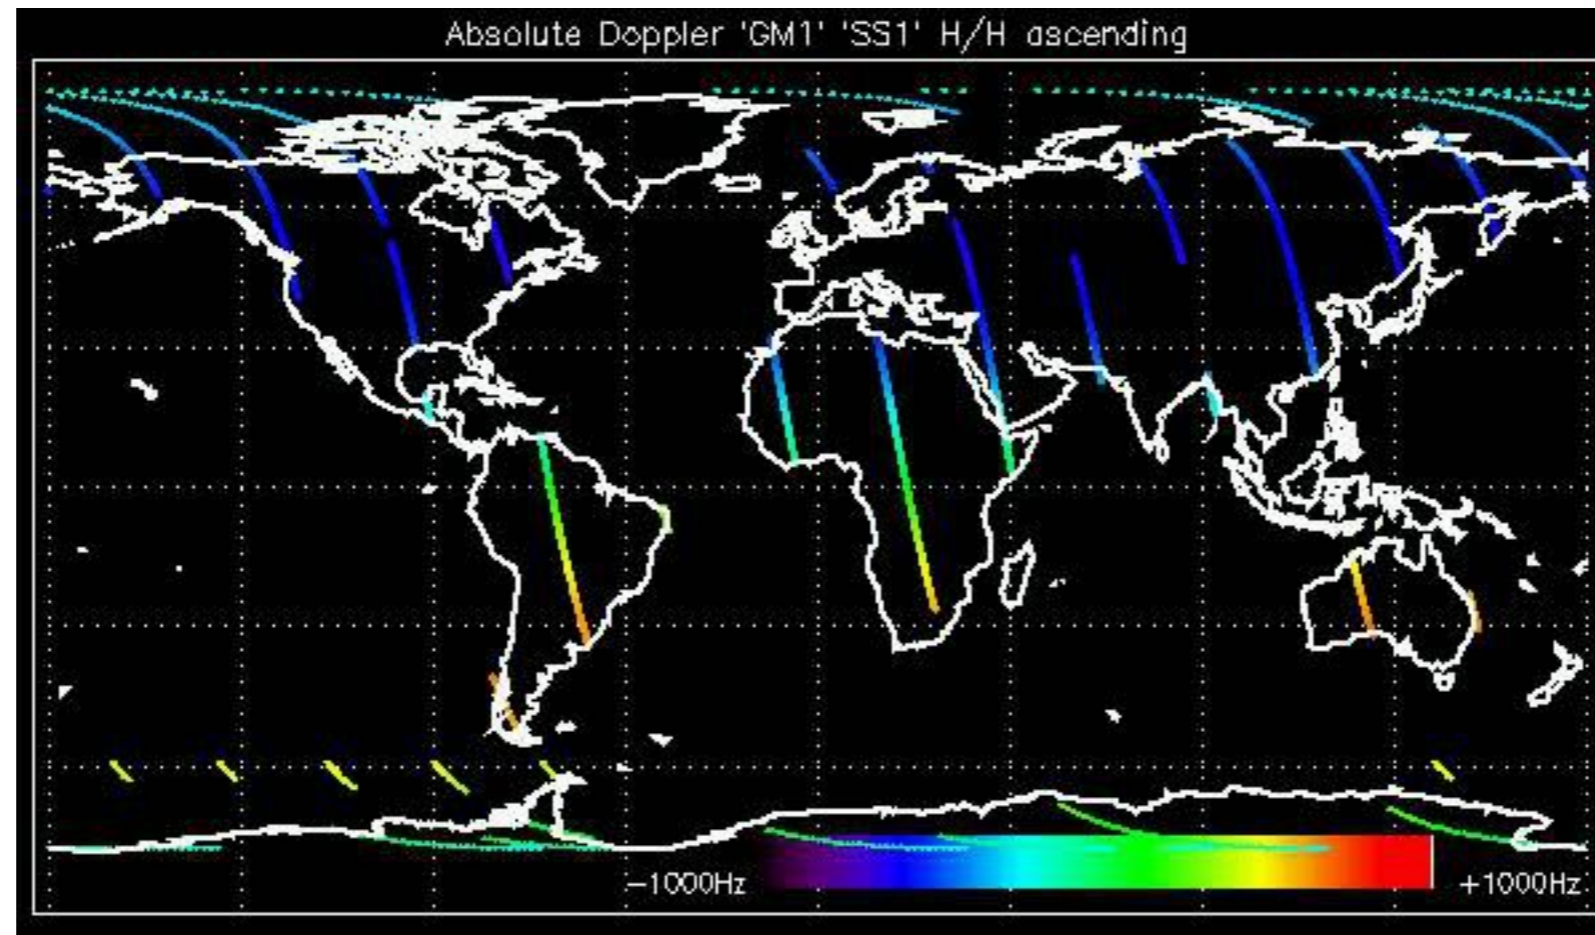 Absolute Doppler 'GM1' 'SS1' H/H ascending
-1000Hz +1000Hz